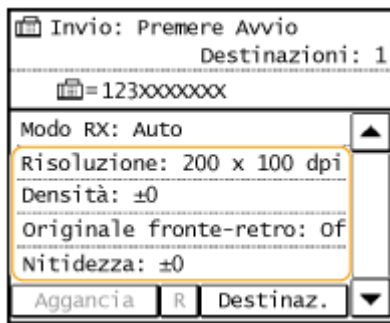 Invio: Premere Avvio
Destinazioni: 1
=123xxxxxxx
Modo RX: Auto
Risoluzione: 200 x 100 dpi
Densità: ±0
Originale fronte-retro: Of
Nitidezza: ±0
Aggancia R Destinaz.